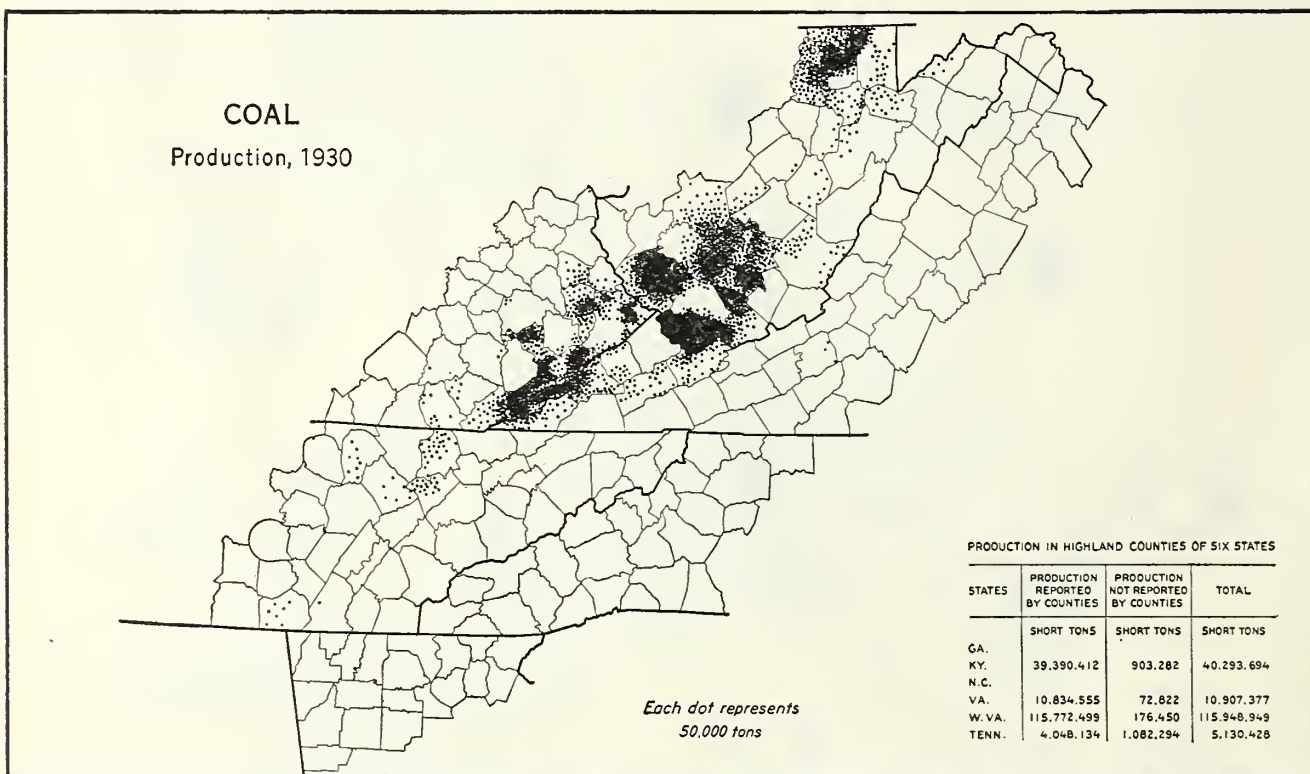 COAL
Production, 1930
Each dot represents
50,000 tons
PRODUCTION IN HIGHLAND COUNTIES OF SIX STATES
STATES PRODUCTION REPORTED BY COUNTIES PRODUCTION NOT REPORTED BY COUNTIES TOTAL
SHORT TONS SHORT TONS SHORT TONS
GA.
KY. 39,390,412 903,282 40,293,694
N.C.
VA. 10,834,555 72,822 10,907,377
W.VA. 115,772,499 176,450 115,948,949
TENN. 4,048,134 1,082,294 5,130,428